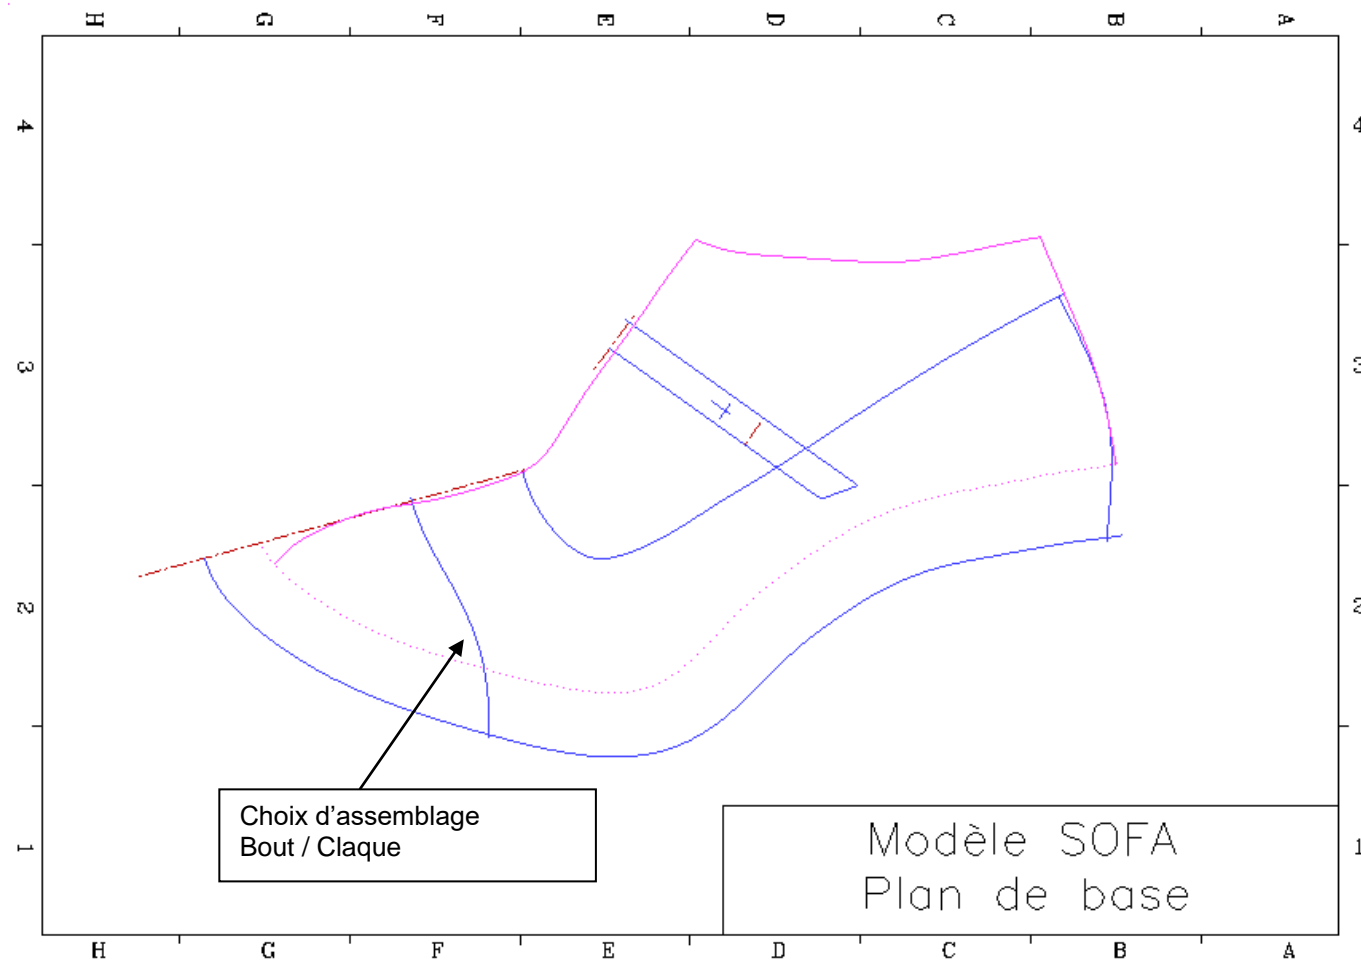 H G F E D C B A
4 4
3 3
2 2
Choix d'assemblage
Bout / Claque
1 1
Modèle SOFA
Plan de base
H G F E D C B A